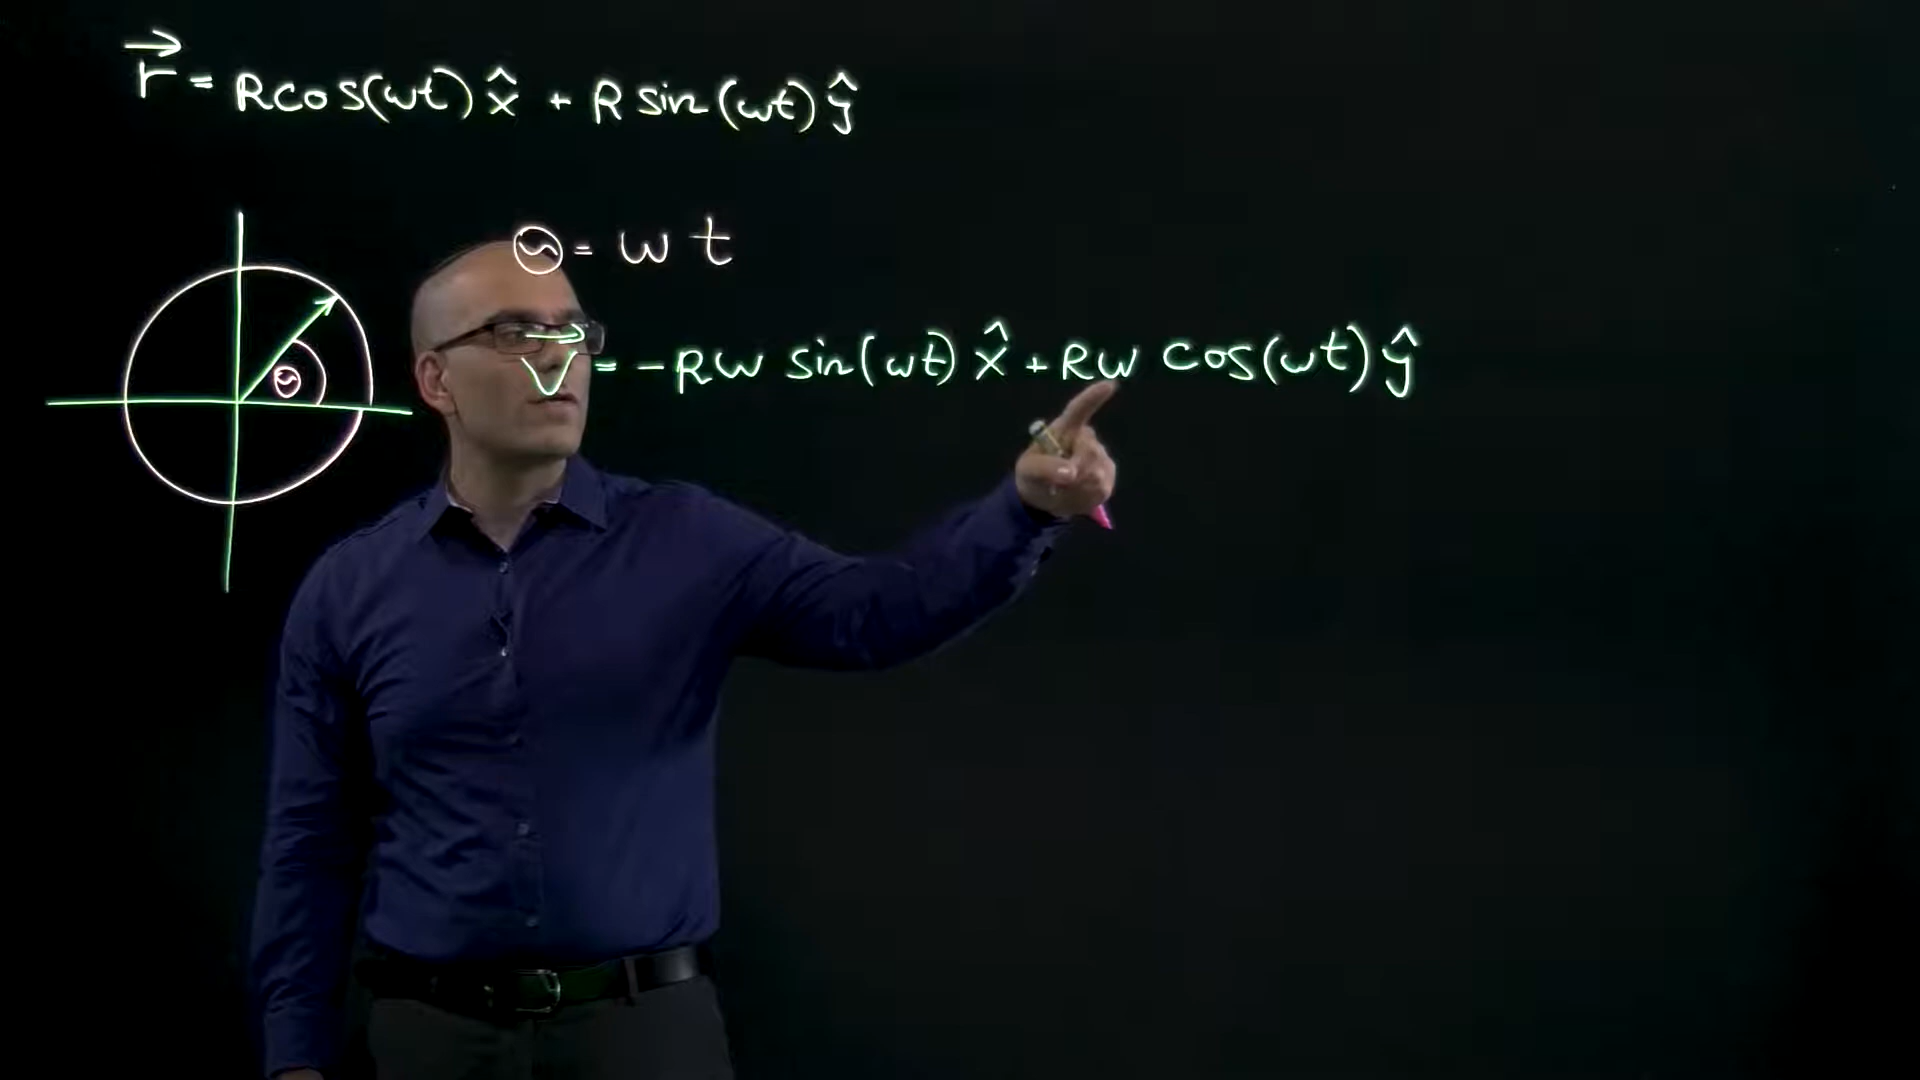 r⃗ = R cos(ωt) x̂ + R sin(ωt) ŷ
Θ = ω t
Θ
v⃗ = - Rω sin(ωt) x̂ + Rω cos(ωt) ŷ